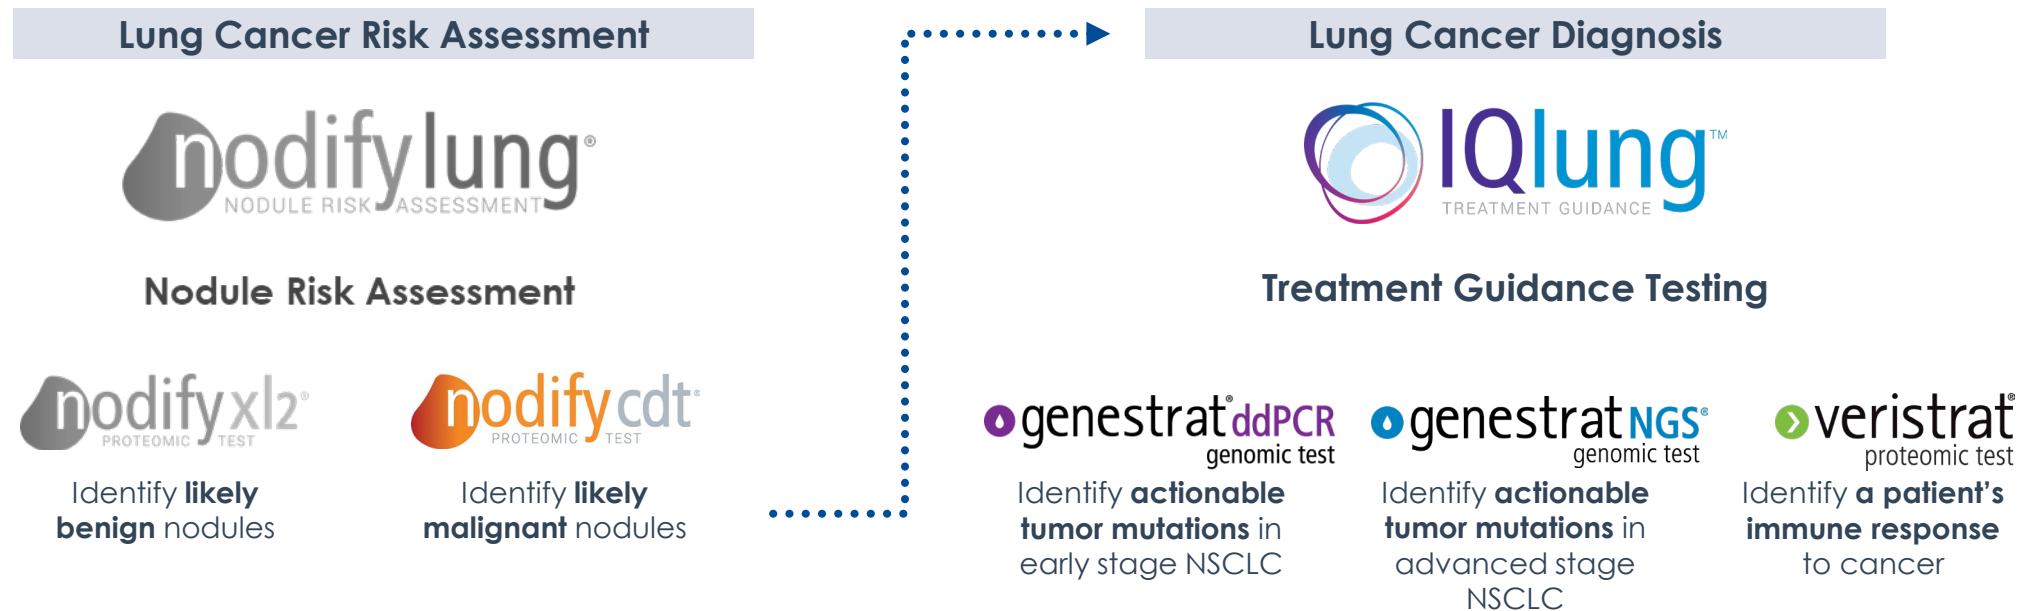 Lung Cancer Risk Assessment
nodifylung®
NODULE RISK ASSESSMENT
Nodule Risk Assessment
nodifyxl2®
PROTEOMIC TEST
Identify likely
benign nodules
nodifycdt®
PROTEOMIC TEST
Identify likely
malignant nodules
Lung Cancer Diagnosis
IQlung™
TREATMENT GUIDANCE
Treatment Guidance Testing
genestrat®ddPCR
genomic test
Identify actionable
tumor mutations in
early stage NSCLC
genestratNGS®
genomic test
Identify actionable
tumor mutations in
advanced stage
NSCLC
veristrat®
proteomic test
Identify a patient’s
immune response
to cancer